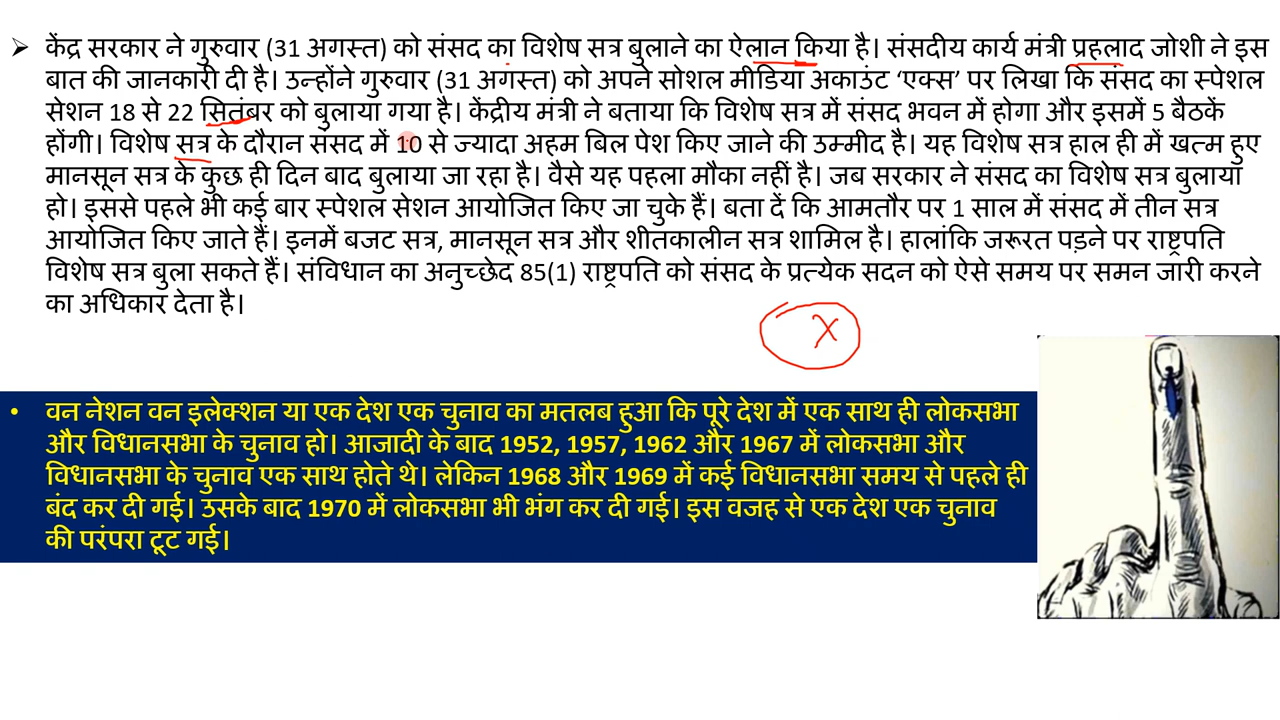 ➢ केंद्र सरकार ने गुरुवार (31 अगस्त) को संसद का विशेष सत्र बुलाने का ऐलान किया है। संसदीय कार्य मंत्री प्रहलाद जोशी ने इस
बात की जानकारी दी है। उन्होंने गुरुवार (31 अगस्त) को अपने सोशल मीडिया अकाउंट ‘एक्स’ पर लिखा कि संसद का स्पेशल
सेशन 18 से 22 सितंबर को बुलाया गया है। केंद्रीय मंत्री ने बताया कि विशेष सत्र में संसद भवन में होगा और इसमें 5 बैठकें
होंगी। विशेष सत्र के दौरान संसद में 10 से ज्यादा अहम बिल पेश किए जाने की उम्मीद है। यह विशेष सत्र हाल ही में खत्म हुए
मानसून सत्र के कुछ ही दिन बाद बुलाया जा रहा है। वैसे यह पहला मौका नहीं है। जब सरकार ने संसद का विशेष सत्र बुलाया
हो। इससे पहले भी कई बार स्पेशल सेशन आयोजित किए जा चुके हैं। बता दें कि आमतौर पर 1 साल में संसद में तीन सत्र
आयोजित किए जाते हैं। इनमें बजट सत्र, मानसून सत्र और शीतकालीन सत्र शामिल है। हालांकि जरूरत पड़ने पर राष्ट्रपति
विशेष सत्र बुला सकते हैं। संविधान का अनुच्छेद 85(1) राष्ट्रपति को संसद के प्रत्येक सदन को ऐसे समय पर समन जारी करने
का अधिकार देता है।
X
• वन नेशन वन इलेक्शन या एक देश एक चुनाव का मतलब हुआ कि पूरे देश में एक साथ ही लोकसभा
और विधानसभा के चुनाव हो। आजादी के बाद 1952, 1957, 1962 और 1967 में लोकसभा और
विधानसभा के चुनाव एक साथ होते थे। लेकिन 1968 और 1969 में कई विधानसभा समय से पहले ही
बंद कर दी गई। उसके बाद 1970 में लोकसभा भी भंग कर दी गई। इस वजह से एक देश एक चुनाव
की परंपरा टूट गई।